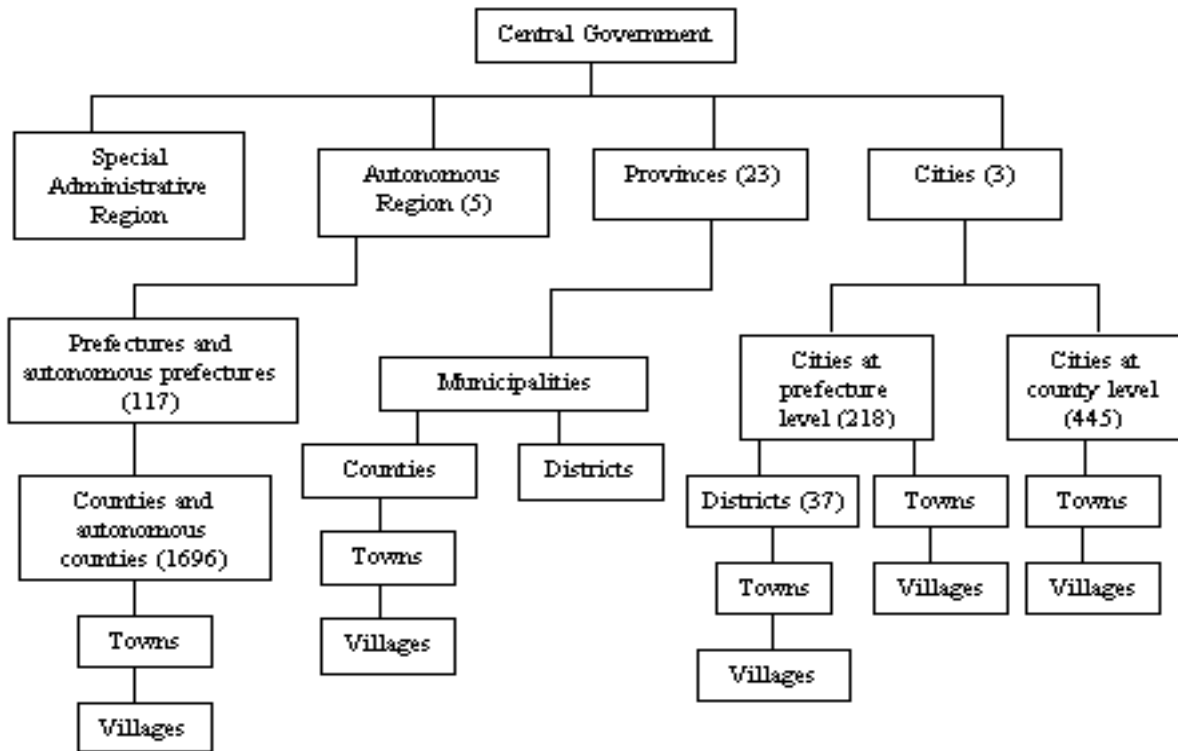 Central Government
Special
Administrative
Region
Autonomous
Region (5)
Provinces (23)
Cities (3)
Prefectures and
autonomous prefectures
(117)
Municipalities
Cities at
prefecture
level (218)
Cities at
county level
(445)
Counties and
autonomous
counties (1696)
Counties
Districts
Districts (37)
Towns
Towns
Towns
Towns
Villages
Villages
Towns
Villages
Villages
Villages